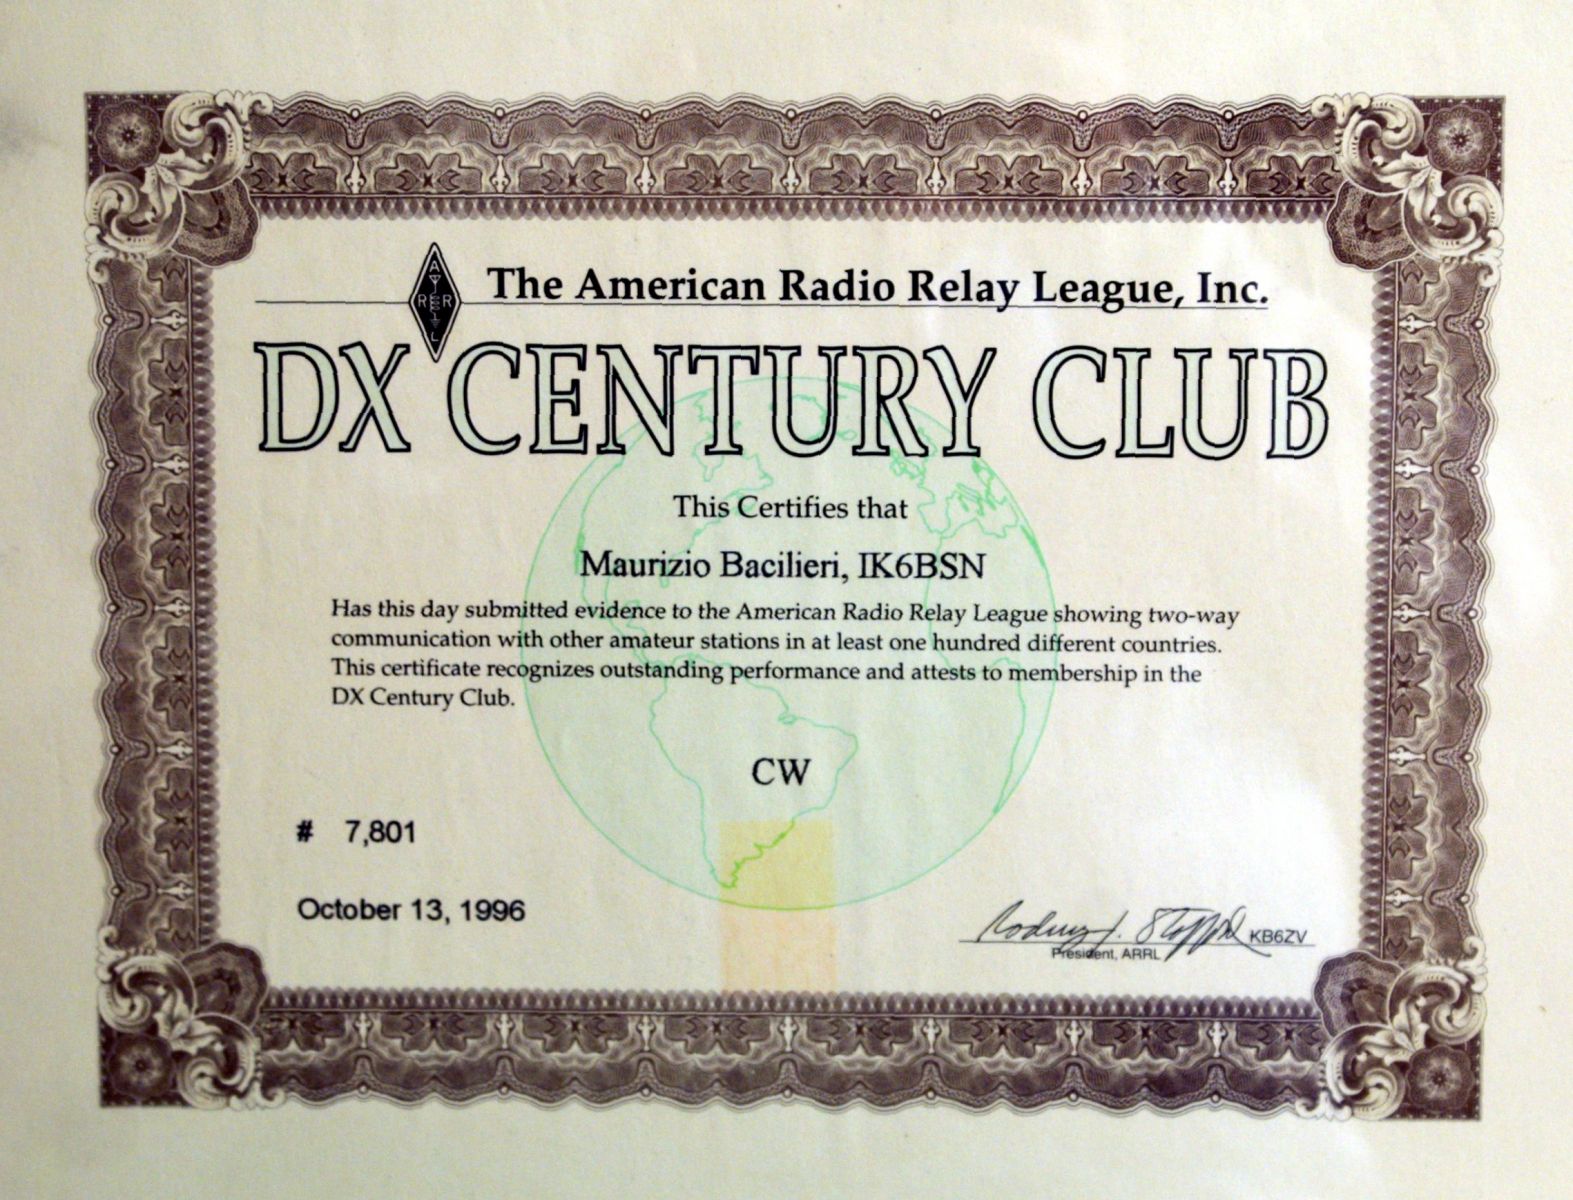 The American Radio Relay League, Inc.
A
R R
L
DX CENTURY CLUB
This Certifies that
Maurizio Bacilieri, IK6BSN
Has this day submitted evidence to the American Radio Relay League showing two-way
communication with other amateur stations in at least one hundred different countries.
This certificate recognizes outstanding performance and attests to membership in the
DX Century Club.
CW
# 7,801
October 13, 1996
Rodney J. Stafford KB6ZV
President, ARRL